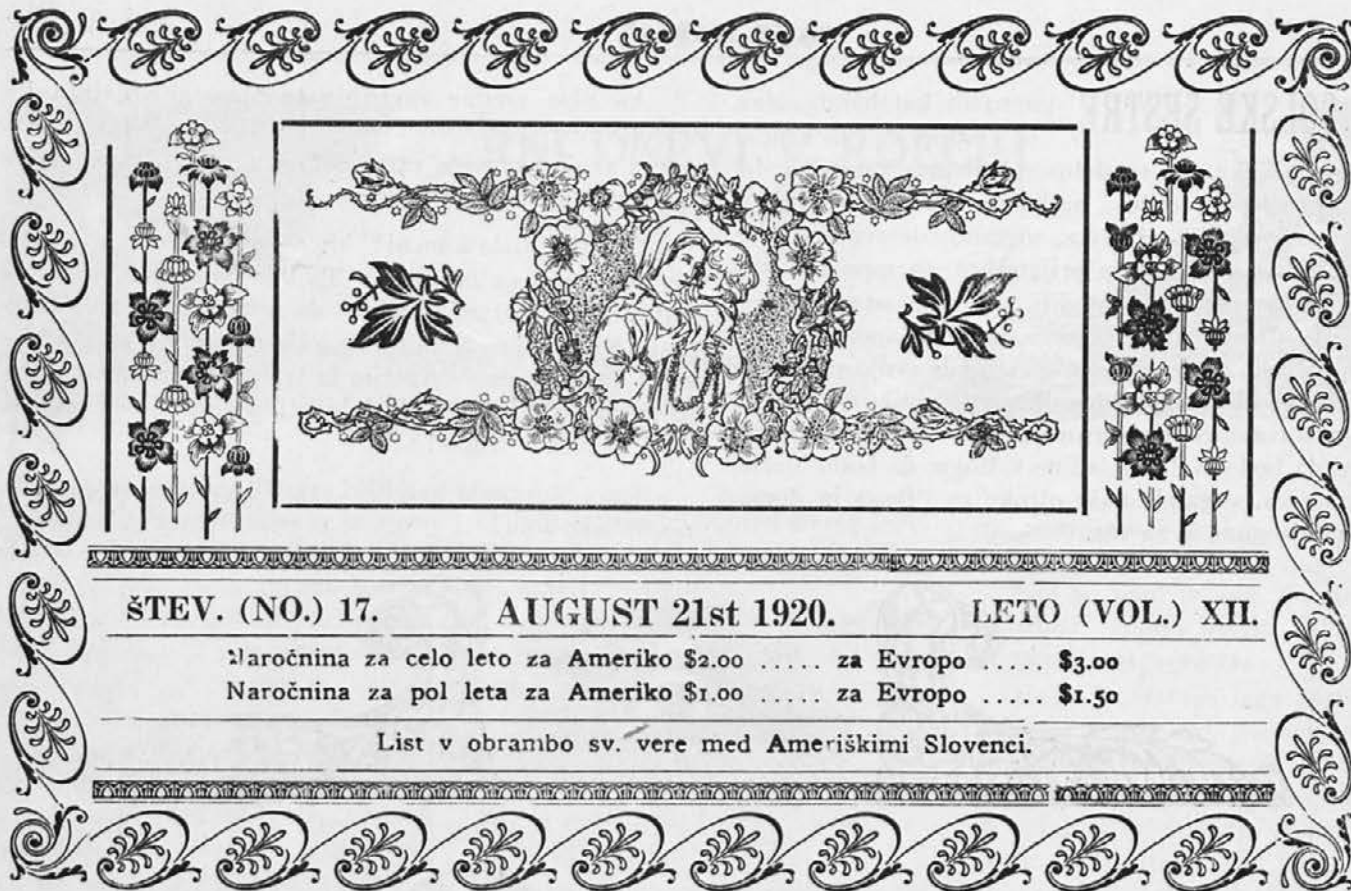 ŠTEV. (NO.) 17. AUGUST 21st 1920. LETO (VOL.) XII.
Naročnina za celo leto za Ameriko $2.00 ..... za Evropo ..... $3.00
Naročnina za pol leta za Ameriko $1.00 ..... za Evropo ..... $1.50
List v obrambo sv. vere med Ameriškimi Slovenci.